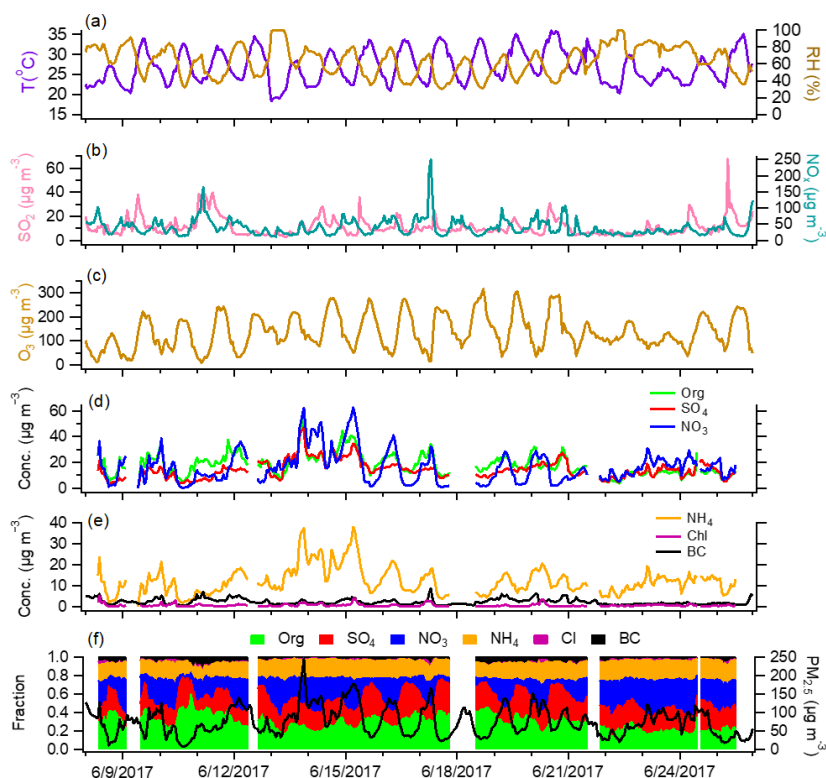 (a)
35
30
25
20
15
T(°C)
100
80
60
40
20
0
RH (%)
(b)
60
40
20
0
SO₂ (µg m⁻³)
250
200
150
100
50
0
NOₓ (µg m⁻³)
(c)
300
200
100
0
O₃ (µg m⁻³)
(d)
60
40
20
0
Conc. (µg m⁻³)
Org
SO₄
NO₃
(e)
40
30
20
10
0
Conc. (µg m⁻³)
NH₄
Chl
BC
(f)
Org SO₄ NO₃ NH₄ Cl BC
1.0
0.8
0.6
0.4
0.2
0.0
Fraction
250
200
150
100
50
0
PM₂.₅ (µg m⁻³)
6/9/2017 6/12/2017 6/15/2017 6/18/2017 6/21/2017 6/24/2017